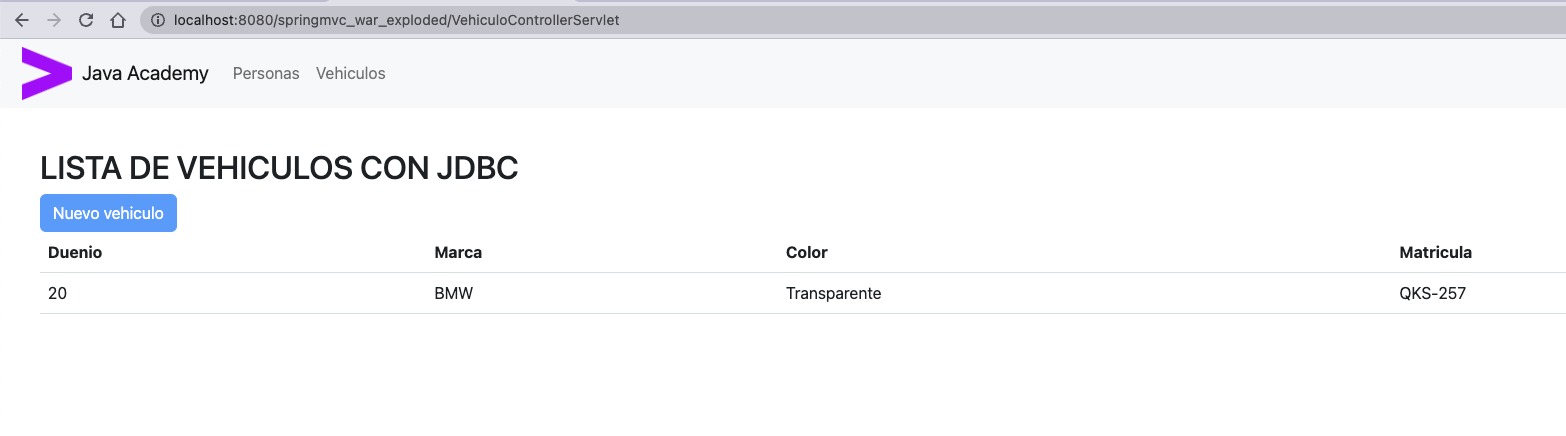 localhost:8080/springmvc_war_exploded/VehiculoControllerServlet
Java Academy Personas Vehiculos
LISTA DE VEHICULOS CON JDBC
Nuevo vehiculo
Duenio Marca Color Matricula
20 BMW Transparente QKS-257